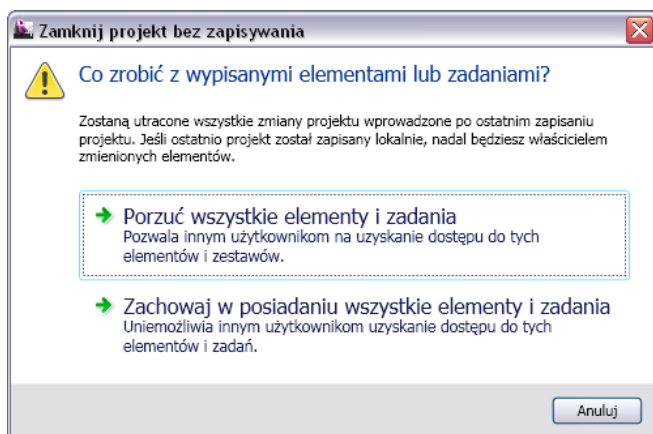 Zamknij projekt bez zapisywania
Co zrobić z wypisanymi elementami lub zadaniami?
Zostaną utracone wszystkie zmiany projektu wprowadzone po ostatnim zapisaniu
projektu. Jeśli ostatnio projekt został zapisany lokalnie, nadal będziesz właścicielem
zmienionych elementów.
Porzuć wszystkie elementy i zadania
Pozwala innym użytkownikom na uzyskanie dostępu do tych
elementów i zestawów.
Zachowaj w posiadaniu wszystkie elementy i zadania
Uniemożliwia innym użytkownikom uzyskanie dostępu do tych
elementów i zadań.
Anuluj